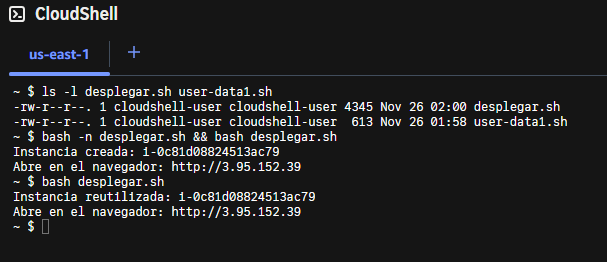 CloudShell
us-east-1
~ $ ls -l desplegar.sh user-data1.sh
-rw-r--r--. 1 cloudshell-user cloudshell-user 4345 Nov 26 02:00 desplegar.sh
-rw-r--r--. 1 cloudshell-user cloudshell-user  613 Nov 26 01:58 user-data1.sh
~ $ bash -n desplegar.sh && bash desplegar.sh
Instancia creada: i-0c81d08824513ac79
Abre en el navegador: http://3.95.152.39
~ $ bash desplegar.sh
Instancia reutilizada: i-0c81d08824513ac79
Abre en el navegador: http://3.95.152.39
~ $